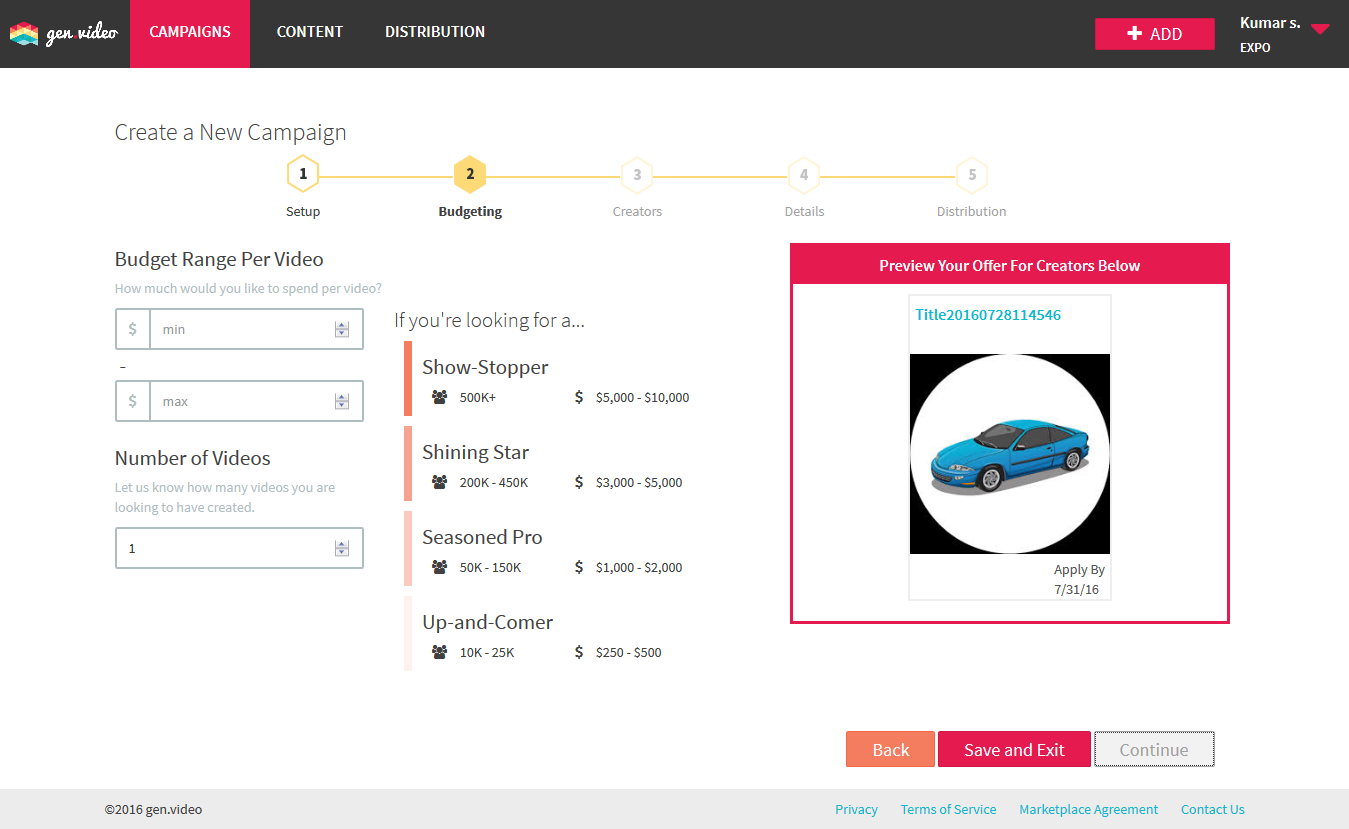 gen.video
CAMPAIGNS
CONTENT
DISTRIBUTION
ADD
Kumar s.
EXPO
Create a New Campaign
1
2
3
4
5
Setup
Budgeting
Creators
Details
Distribution
Budget Range Per Video
How much would you like to spend per video?
$ min
–
$ max
Number of Videos
Let us know how many videos you are
looking to have created.
1
If you're looking for a...
Show-Stopper
500K+ $ $5,000 - $10,000
Shining Star
200K - 450K $ $3,000 - $5,000
Seasoned Pro
50K - 150K $ $1,000 - $2,000
Up-and-Comer
10K - 25K $ $250 - $500
Preview Your Offer For Creators Below
Title20160728114546
Apply By
7/31/16
Back
Save and Exit
Continue
©2016 gen.video
Privacy
Terms of Service
Marketplace Agreement
Contact Us